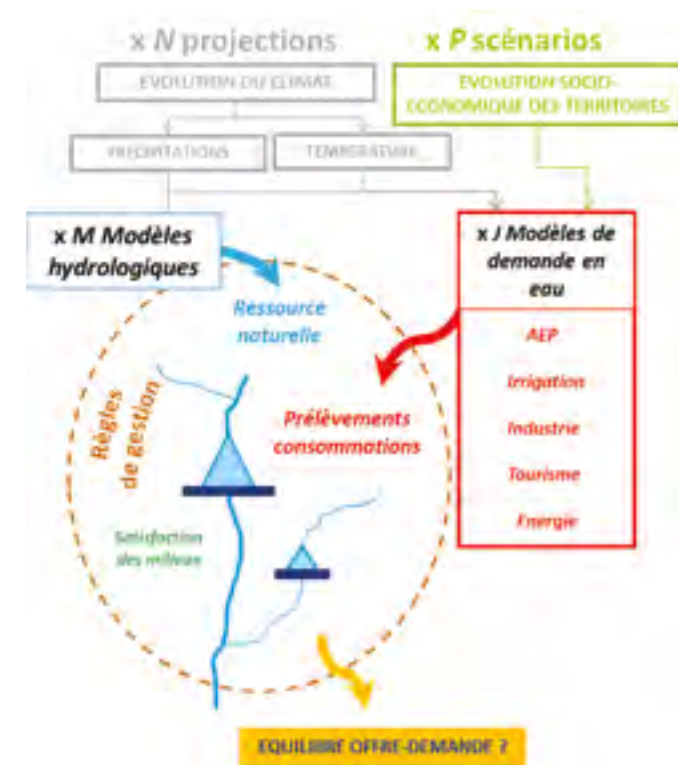 x N projections
x P scénarios
EVOLUTION DU CLIMAT
EVOLUTION SOCIO-
ECONOMIQUE DES TERRITOIRES
PRECIPITATIONS
TEMPERATURE
x M Modèles
hydrologiques
x J Modèles de
demande en
eau
Ressource
naturelle
AEP
Irrigation
Industrie
Tourisme
Energie
Prélèvements
consommations
Règles
de gestion
Satisfaction
des milieux
EQUILIBRE OFFRE-DEMANDE ?